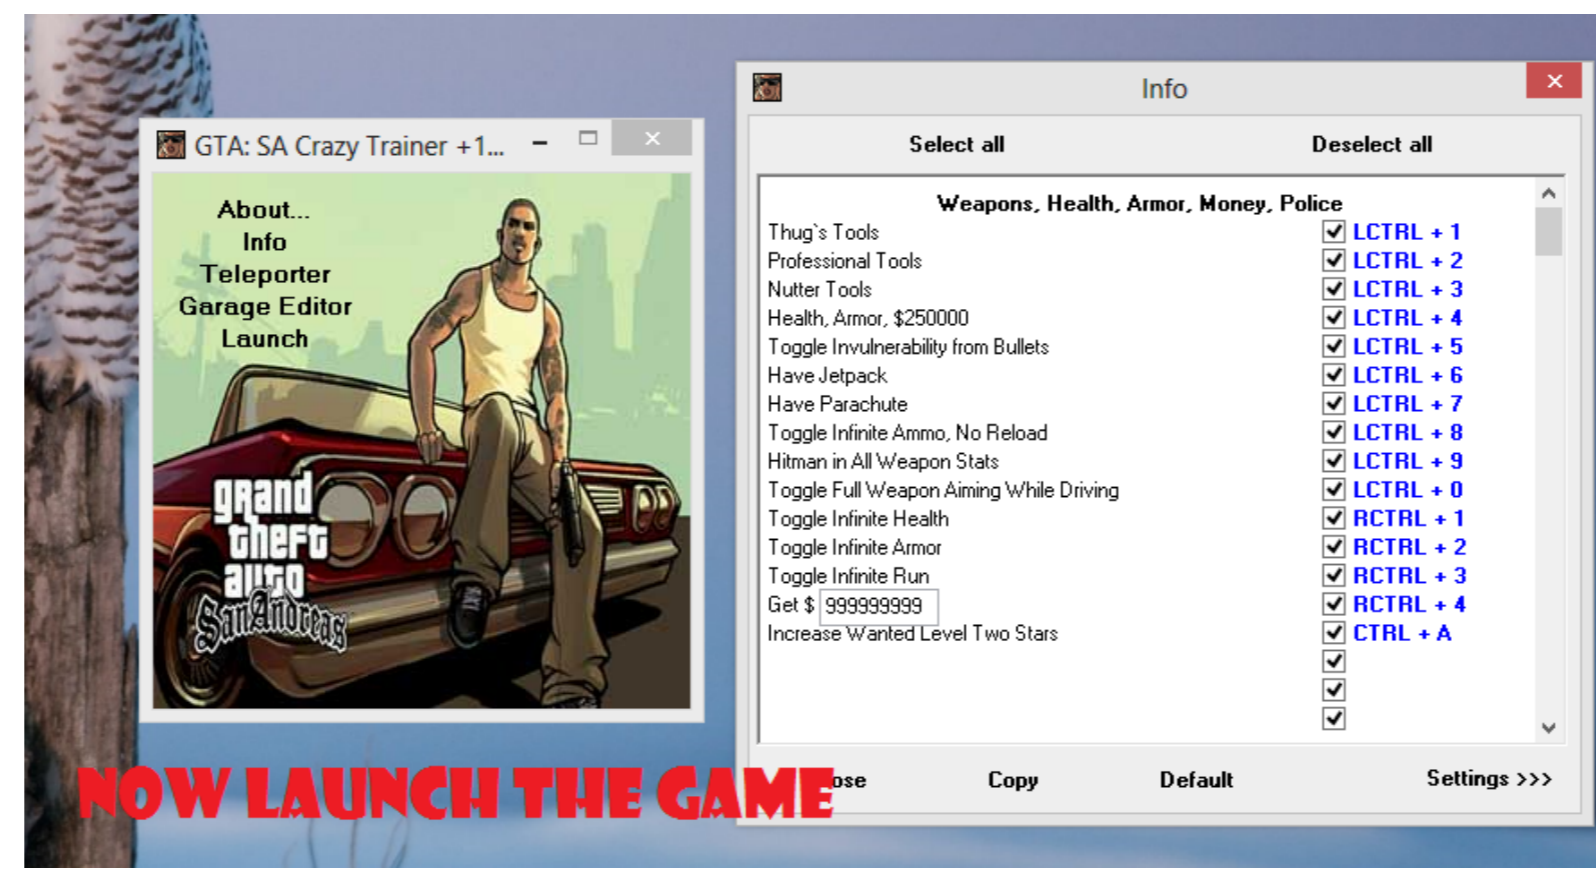 GTA: SA Crazy Trainer +1...
About...
Info
Teleporter
Garage Editor
Launch
grand
theft
auto
San Andreas
Info
Select all
Deselect all
Weapons, Health, Armor, Money, Police
Thug`s Tools LCTRL + 1
Professional Tools LCTRL + 2
Nutter Tools LCTRL + 3
Health, Armor, $250000 LCTRL + 4
Toggle Invulnerability from Bullets LCTRL + 5
Have Jetpack LCTRL + 6
Have Parachute LCTRL + 7
Toggle Infinite Ammo, No Reload LCTRL + 8
Hitman in All Weapon Stats LCTRL + 9
Toggle Full Weapon Aiming While Driving LCTRL + 0
Toggle Infinite Health RCTRL + 1
Toggle Infinite Armor RCTRL + 2
Toggle Infinite Run RCTRL + 3
Get $ 999999999 RCTRL + 4
Increase Wanted Level Two Stars CTRL + A
ose Copy Default Settings >>>
NOW LAUNCH THE GAME